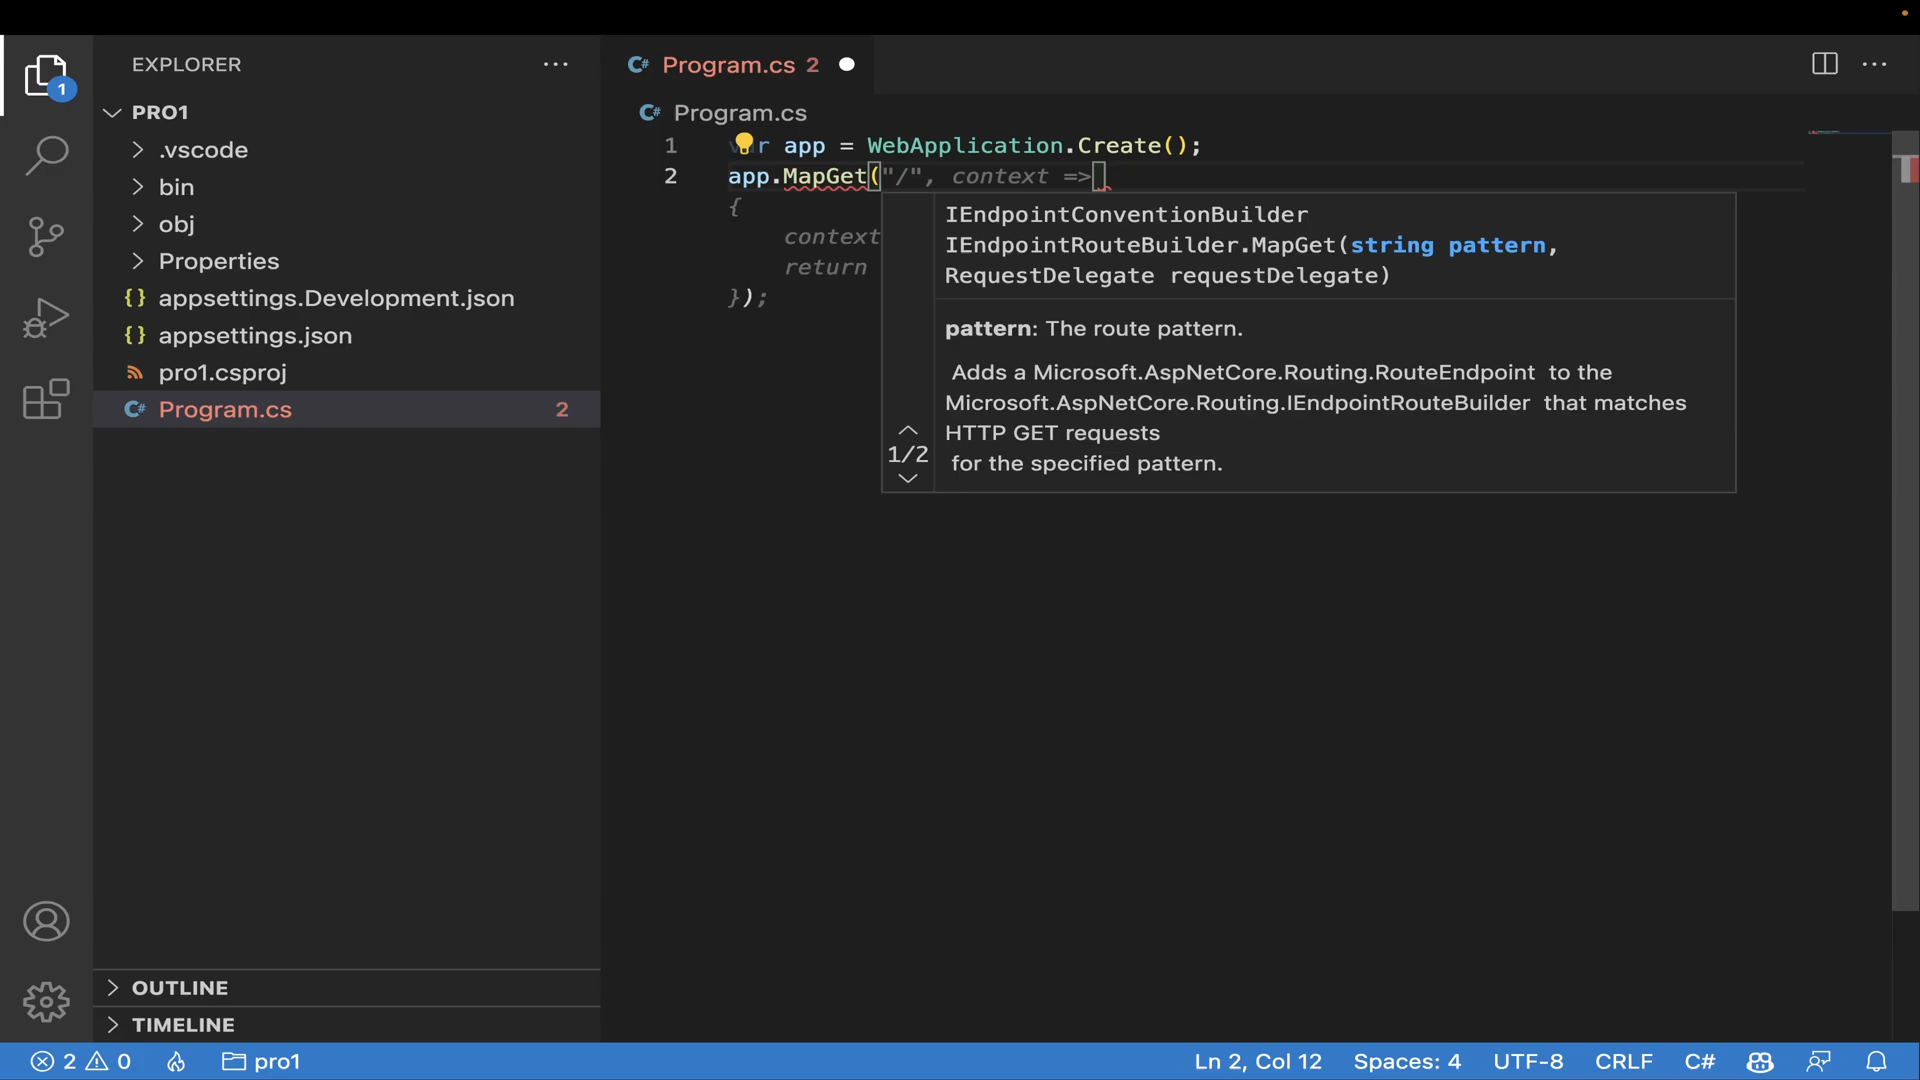 EXPLORER
Program.cs 2
1
PRO1
Program.cs
.vscode
bin
obj
Properties
appsettings.Development.json
appsettings.json
pro1.csproj
Program.cs 2
1 var app = WebApplication.Create();
2 app.MapGet("/", context =>
{
context
return
});
IEndpointConventionBuilder
IEndpointRouteBuilder.MapGet(string pattern,
RequestDelegate requestDelegate)
pattern: The route pattern.
Adds a Microsoft.AspNetCore.Routing.RouteEndpoint to the
Microsoft.AspNetCore.Routing.IEndpointRouteBuilder that matches
HTTP GET requests
for the specified pattern.
1/2
OUTLINE
TIMELINE
2 0 pro1 Ln 2, Col 12 Spaces: 4 UTF-8 CRLF C#